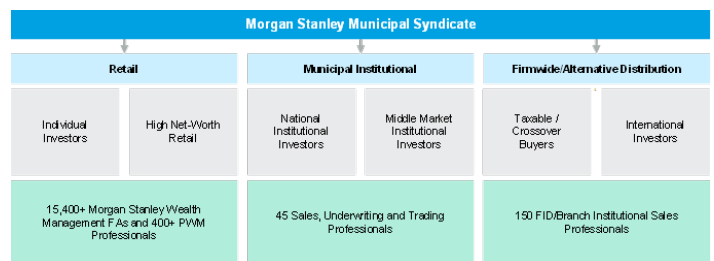 Morgan Stanley Municipal Syndicate
Retail
Municipal Institutional
Firmwide/Alternative Distribution
Individual
Investors
High Net-Worth
Retail
National
Institutional
Investors
Middle Market
Institutional
Investors
Taxable /
Crossover
Buyers
International
Investors
15,400+ Morgan Stanley Wealth
Management FAs and 400+ PWM
Professionals
45 Sales, Underwriting and Trading
Professionals
150 FID/Branch Institutional Sales
Professionals